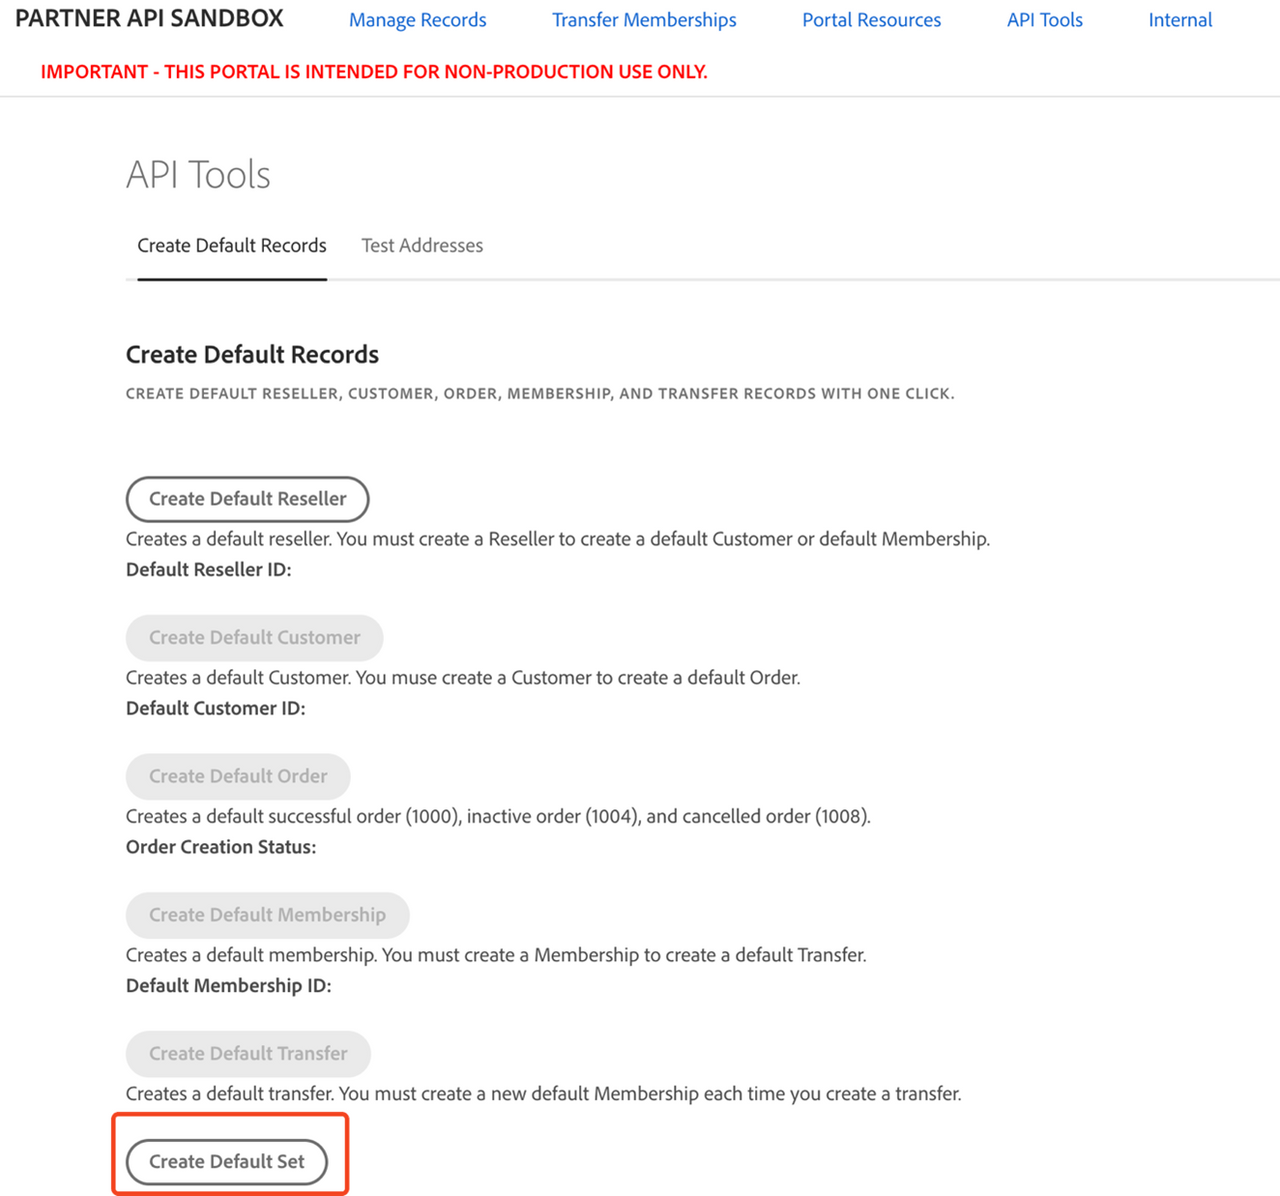 PARTNER API SANDBOX Manage Records Transfer Memberships Portal Resources API Tools Internal
IMPORTANT - THIS PORTAL IS INTENDED FOR NON-PRODUCTION USE ONLY.
API Tools
Create Default Records Test Addresses
Create Default Records
CREATE DEFAULT RESELLER, CUSTOMER, ORDER, MEMBERSHIP, AND TRANSFER RECORDS WITH ONE CLICK.
Create Default Reseller
Creates a default reseller. You must create a Reseller to create a default Customer or default Membership.
Default Reseller ID:
Create Default Customer
Creates a default Customer. You muse create a Customer to create a default Order.
Default Customer ID:
Create Default Order
Creates a default successful order (1000), inactive order (1004), and cancelled order (1008).
Order Creation Status:
Create Default Membership
Creates a default membership. You must create a Membership to create a default Transfer.
Default Membership ID:
Create Default Transfer
Creates a default transfer. You must create a new default Membership each time you create a transfer.
Create Default Set